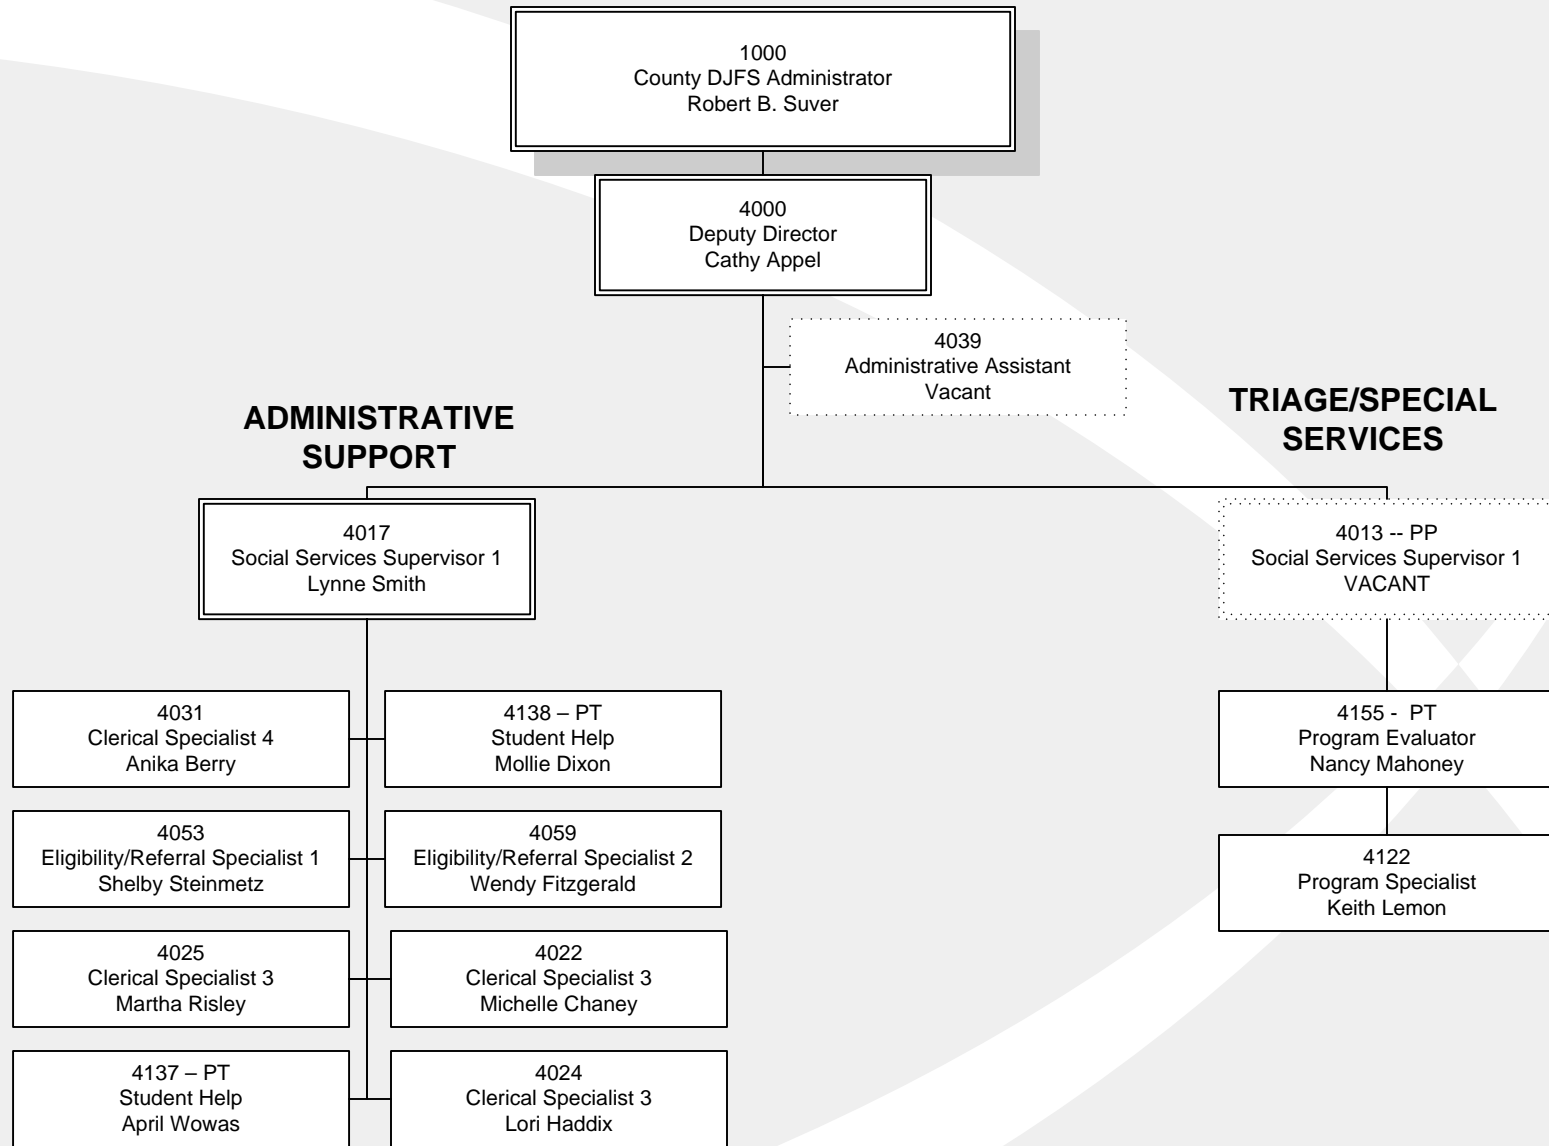 1000
County DJFS Administrator
Robert B. Suver
4000
Deputy Director
Cathy Appel
4039
Administrative Assistant
Vacant
ADMINISTRATIVE
SUPPORT
TRIAGE/SPECIAL
SERVICES
4017
Social Services Supervisor 1
Lynne Smith
4013 -- PP
Social Services Supervisor 1
VACANT
4031
Clerical Specialist 4
Anika Berry
4138 – PT
Student Help
Mollie Dixon
4155 -  PT
Program Evaluator
Nancy Mahoney
4053
Eligibility/Referral Specialist 1
Shelby Steinmetz
4059
Eligibility/Referral Specialist 2
Wendy Fitzgerald
4122
Program Specialist
Keith Lemon
4025
Clerical Specialist 3
Martha Risley
4022
Clerical Specialist 3
Michelle Chaney
4137 – PT
Student Help
April Wowas
4024
Clerical Specialist 3
Lori Haddix